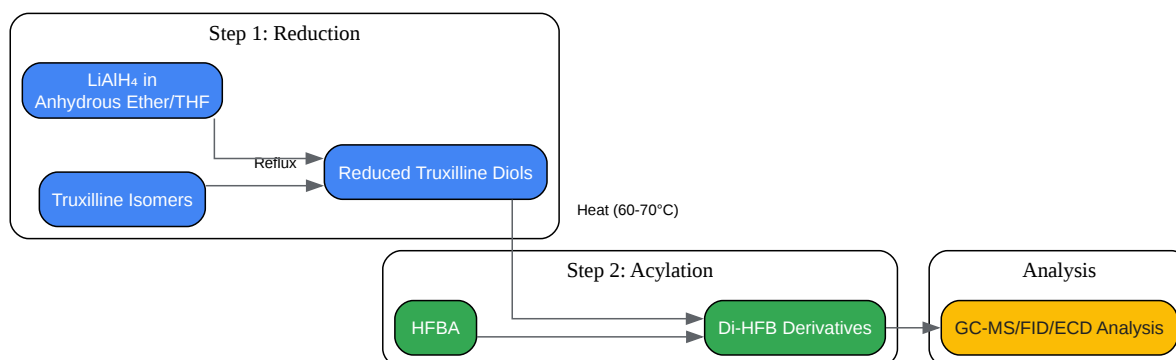 Step 1: Reduction
LiAlH₄ in
Anhydrous Ether/THF
Reflux
Truxilline Isomers
Reduced Truxilline Diols
Heat (60-70°C)
Step 2: Acylation
HFBA
Di-HFB Derivatives
Analysis
GC-MS/FID/ECD Analysis